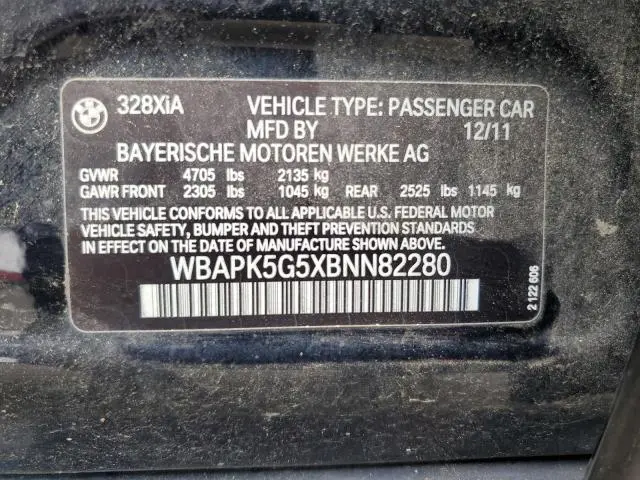 328XiA VEHICLE TYPE: PASSENGER CAR
MFD BY 12/11
BAYERISCHE MOTOREN WERKE AG
GVWR 4705 lbs 2135 kg
GAWR FRONT 2305 lbs 1045 kg REAR 2525 lbs 1145 kg
THIS VEHICLE CONFORMS TO ALL APPLICABLE U.S. FEDERAL MOTOR
VEHICLE SAFETY, BUMPER AND THEFT PREVENTION STANDARDS
IN EFFECT ON THE DATE OF MANUFACTURE SHOWN ABOVE.
WBAPK5G5XBNN82280
2 122 606